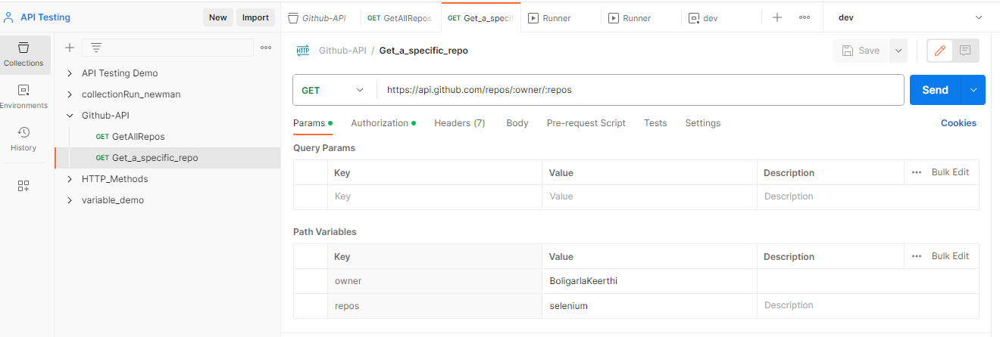 API Testing New Import Github-API GET GetAllRepos GET Get_a_specif Runner Runner dev dev
Collections
Environments
History
API Testing Demo
collectionRun_newman
Github-API
GET GetAllRepos
GET Get_a_specific_repo
HTTP_Methods
variable_demo
HTTP Github-API / Get_a_specific_repo Save
GET https://api.github.com/repos/:owner/:repos Send
Params Authorization Headers (7) Body Pre-request Script Tests Settings Cookies
Query Params
Key Value Description Bulk Edit
Key Value Description
Path Variables
Key Value Description Bulk Edit
owner BoligarlaKeerthi
repos selenium Description